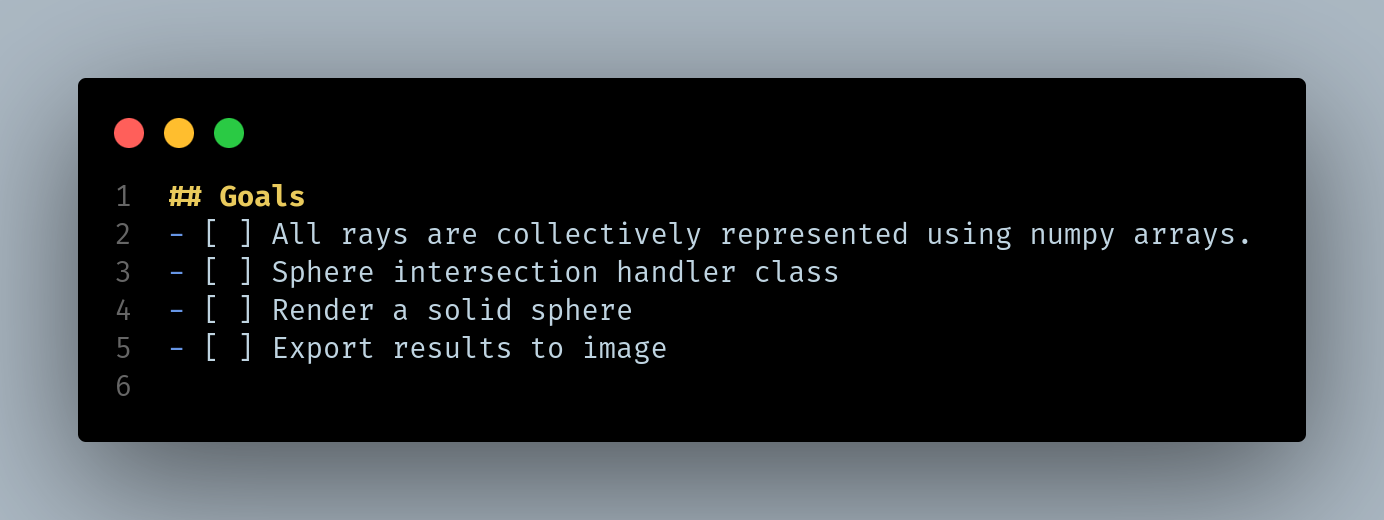 1 ## Goals
2 - [ ] All rays are collectively represented using numpy arrays.
3 - [ ] Sphere intersection handler class
4 - [ ] Render a solid sphere
5 - [ ] Export results to image
6